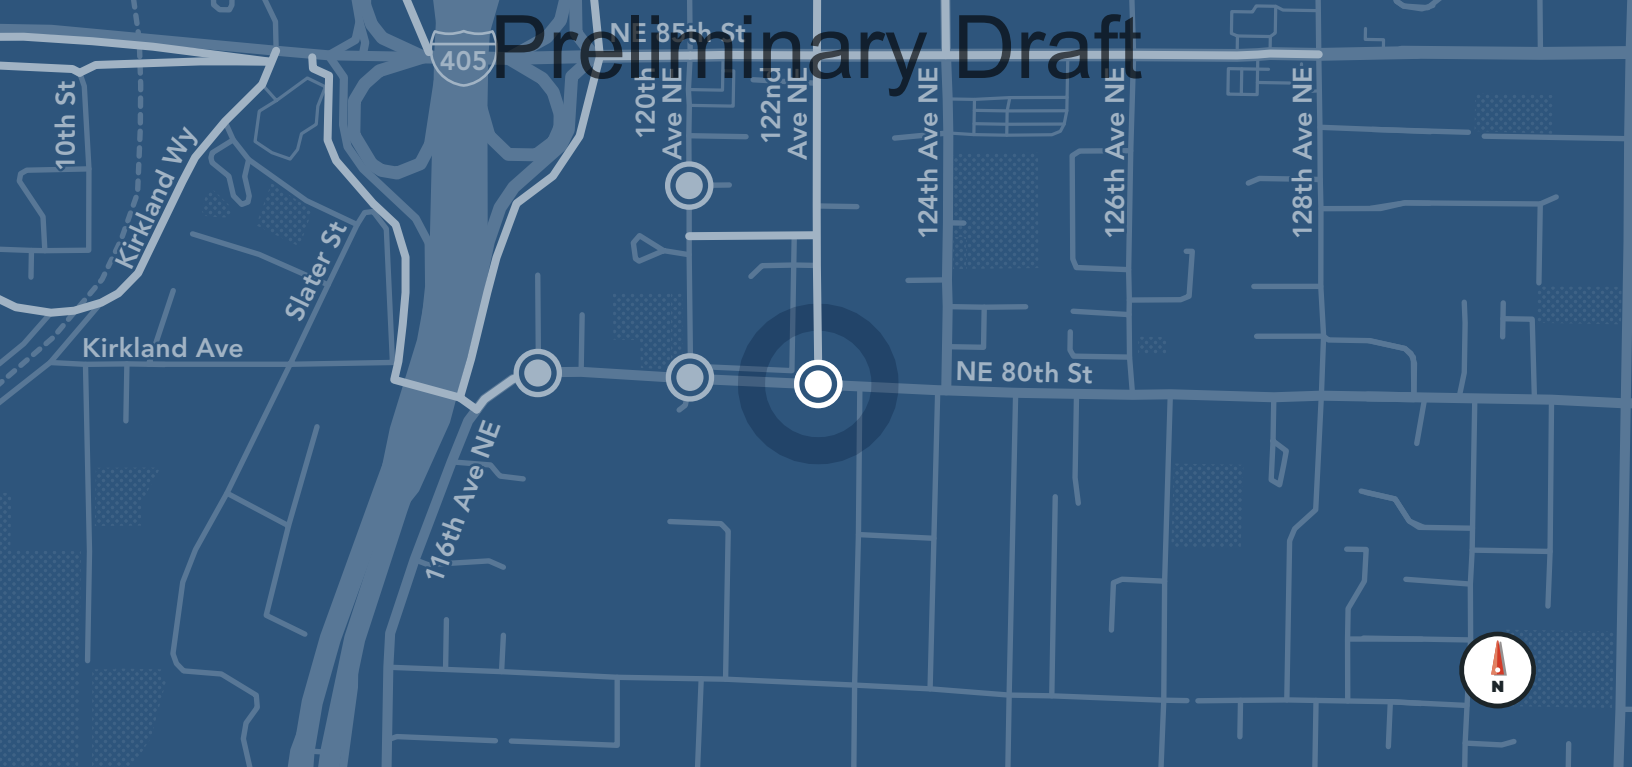 Preliminary Draft
NE 85th St
405
10th St
Kirkland Wy
Slater St
Kirkland Ave
120th
Ave NE
122nd
Ave NE
124th Ave NE
126th Ave NE
128th Ave NE
NE 80th St
116th Ave NE
N